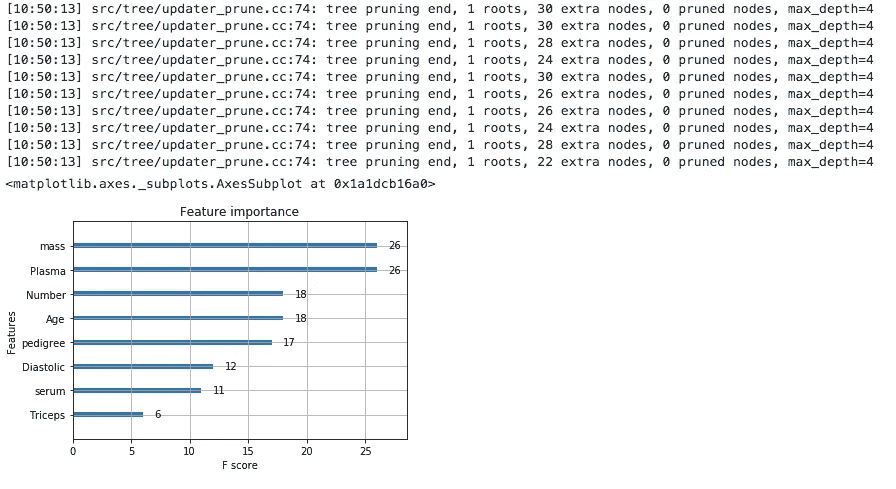 [10:50:13] src/tree/updater_prune.cc:74: tree pruning end, 1 roots, 30 extra nodes, 0 pruned nodes, max_depth=4
[10:50:13] src/tree/updater_prune.cc:74: tree pruning end, 1 roots, 30 extra nodes, 0 pruned nodes, max_depth=4
[10:50:13] src/tree/updater_prune.cc:74: tree pruning end, 1 roots, 28 extra nodes, 0 pruned nodes, max_depth=4
[10:50:13] src/tree/updater_prune.cc:74: tree pruning end, 1 roots, 24 extra nodes, 0 pruned nodes, max_depth=4
[10:50:13] src/tree/updater_prune.cc:74: tree pruning end, 1 roots, 30 extra nodes, 0 pruned nodes, max_depth=4
[10:50:13] src/tree/updater_prune.cc:74: tree pruning end, 1 roots, 26 extra nodes, 0 pruned nodes, max_depth=4
[10:50:13] src/tree/updater_prune.cc:74: tree pruning end, 1 roots, 26 extra nodes, 0 pruned nodes, max_depth=4
[10:50:13] src/tree/updater_prune.cc:74: tree pruning end, 1 roots, 24 extra nodes, 0 pruned nodes, max_depth=4
[10:50:13] src/tree/updater_prune.cc:74: tree pruning end, 1 roots, 28 extra nodes, 0 pruned nodes, max_depth=4
[10:50:13] src/tree/updater_prune.cc:74: tree pruning end, 1 roots, 22 extra nodes, 0 pruned nodes, max_depth=4
<matplotlib.axes._subplots.AxesSubplot at 0x1a1dcb16a0>
Feature importance
mass 26
Plasma 26
Number 18
Age 18
pedigree 17
Diastolic 12
serum 11
Triceps 6
Features
0 5 10 15 20 25
F score